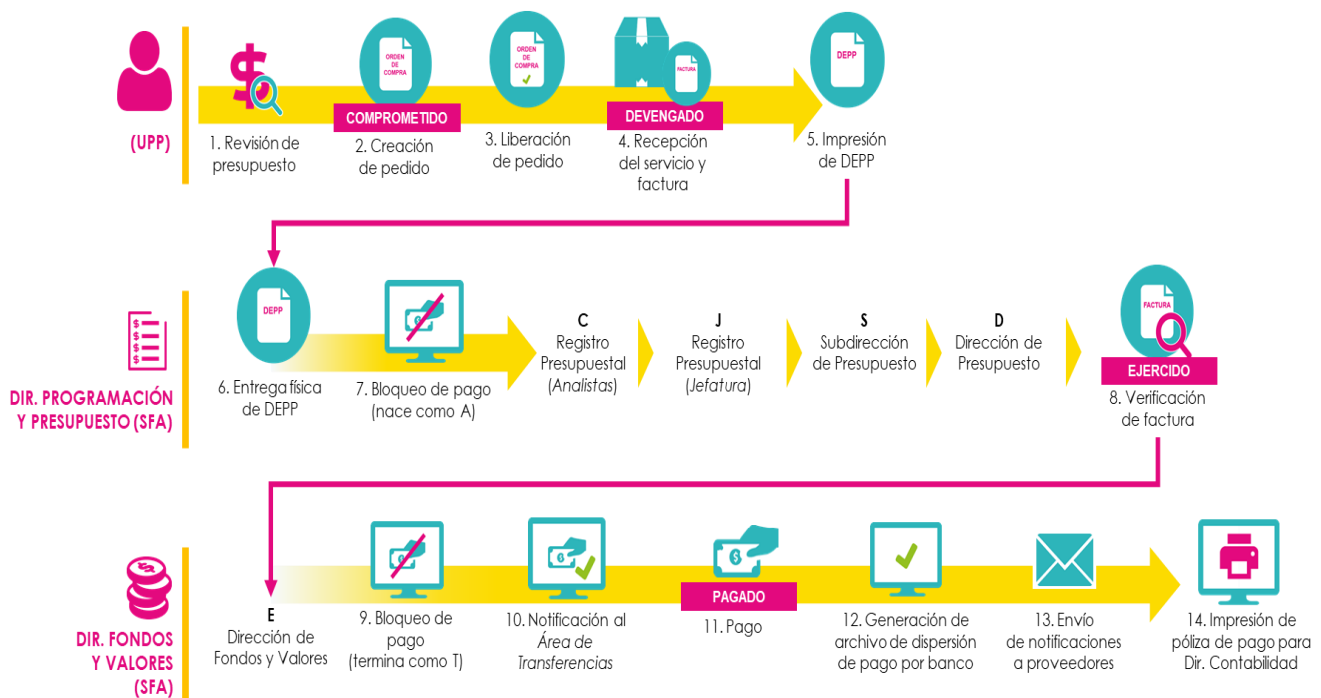 (UPP)
$
ORDEN
DE
COMPRA
COMPROMETIDO
ORDEN
DE
COMPRA
FACTURA
DEVENGADO
DEPP
1. Revisión de
presupuesto
2. Creación
de pedido
3. Liberación
de pedido
4. Recepción
del servicio y
factura
5. Impresión
de DEPP
DIR. PROGRAMACIÓN
Y PRESUPUESTO (SFA)
$
$
$
$
DEPP
6. Entrega física
de DEPP
$
7. Bloqueo de pago
(nace como A)
C
Registro
Presupuestal
(Analistas)
J
Registro
Presupuestal
(Jefatura)
S
Subdirección
de Presupuesto
D
Dirección de
Presupuesto
FACTURA
EJERCIDO
8. Verificación
de factura
DIR. FONDOS
Y VALORES
(SFA)
E
Dirección de
Fondos y Valores
$
9. Bloqueo de
pago
(termina como T)
$
10. Notificación al
Área de
Transferencias
$
PAGADO
11. Pago
12. Generación de
archivo de dispersión
de pago por banco
13. Envío
de notificaciones
a proveedores
14. Impresión de
póliza de pago para
Dir. Contabilidad